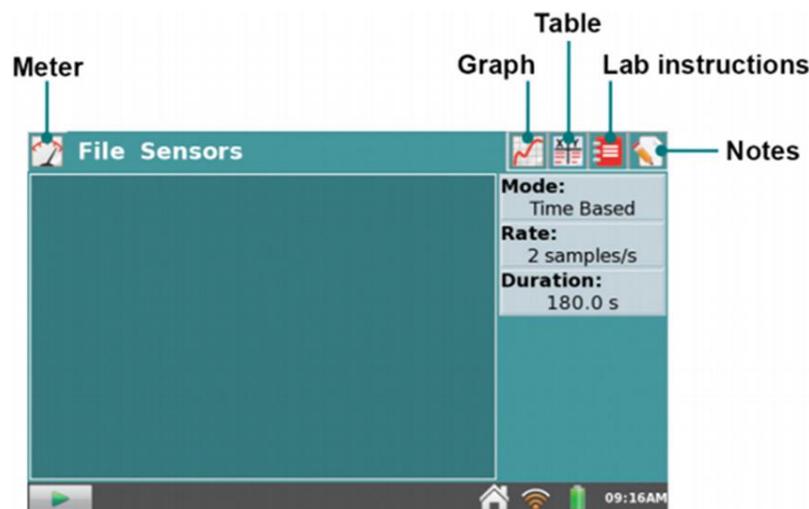 Table
Meter
Graph
Lab instructions
File Sensors
X Y
Notes
Mode:
Time Based
Rate:
2 samples/s
Duration:
180.0 s
09:16AM